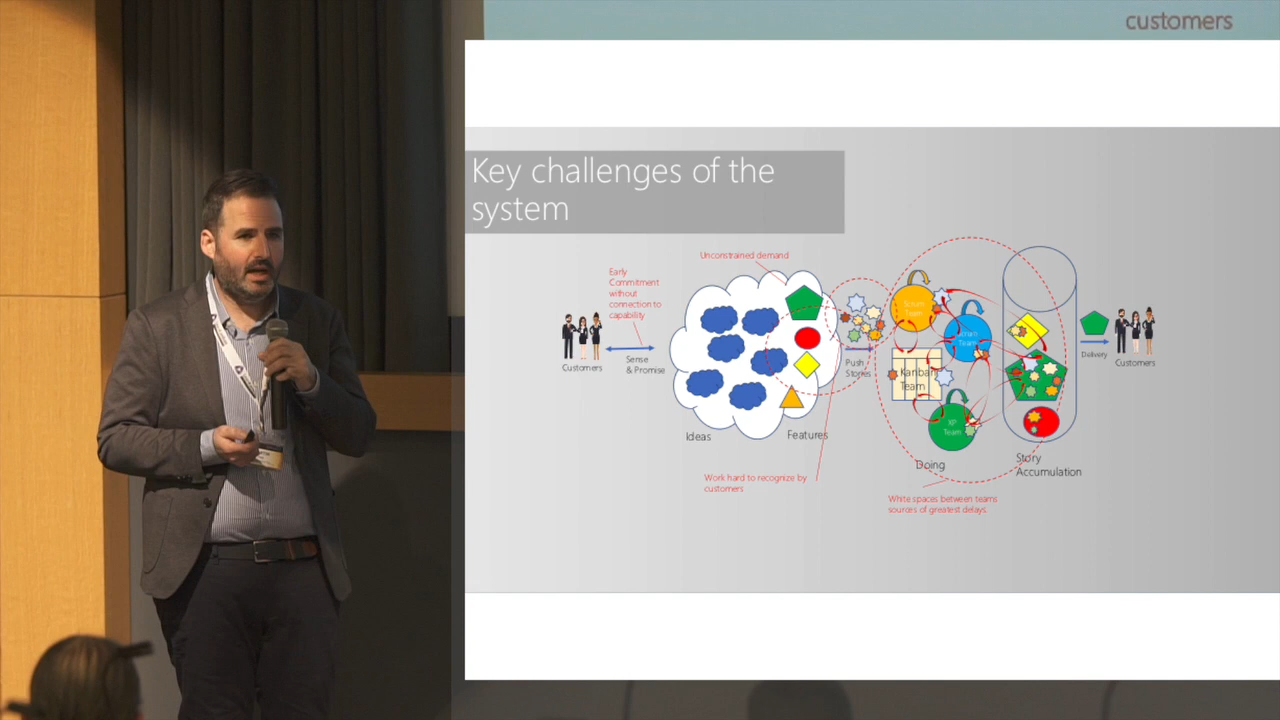 customers
Key challenges of the
system
Unconstrained demand
Early
Commitment
without
connection to
capability
Customers
Sense
& Promise
Ideas
Features
Push
Stories
Scrum
Team
Team
Kanban
Team
XP
Team
Doing
Story
Accumulation
Delivery
Customers
Work hard to recognize by
customers
White spaces between teams
sources of greatest delays